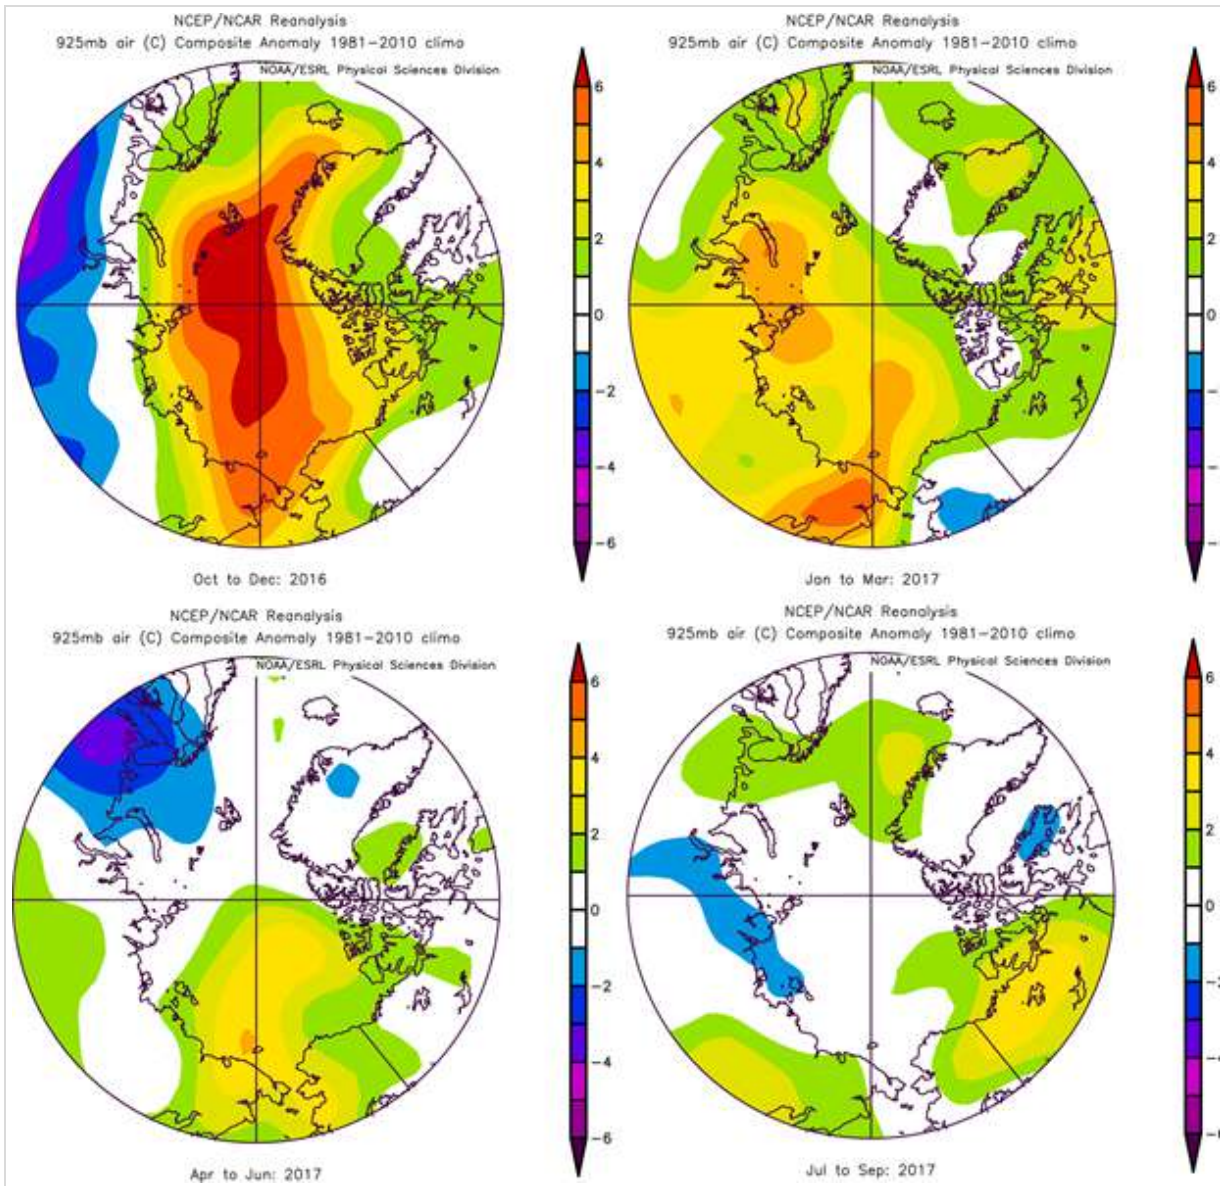 NCEP/NCAR Reanalysis
925mb air (C) Composite Anomaly 1981-2010 climo
NOAA/ESRL Physical Sciences Division
6
4
2
0
-2
-4
-6
Oct to Dec: 2016
NCEP/NCAR Reanalysis
925mb air (C) Composite Anomaly 1981-2010 climo
NOAA/ESRL Physical Sciences Division
6
4
2
0
-2
-4
Jan to Mar: 2017
NCEP/NCAR Reanalysis
925mb air (C) Composite Anomaly 1981-2010 climo
NOAA/ESRL Physical Sciences Division
6
4
2
0
-2
-4
-6
Apr to Jun: 2017
NCEP/NCAR Reanalysis
925mb air (C) Composite Anomaly 1981-2010 climo
NOAA/ESRL Physical Sciences Division
6
4
2
0
-2
-4
-6
Jul to Sep: 2017